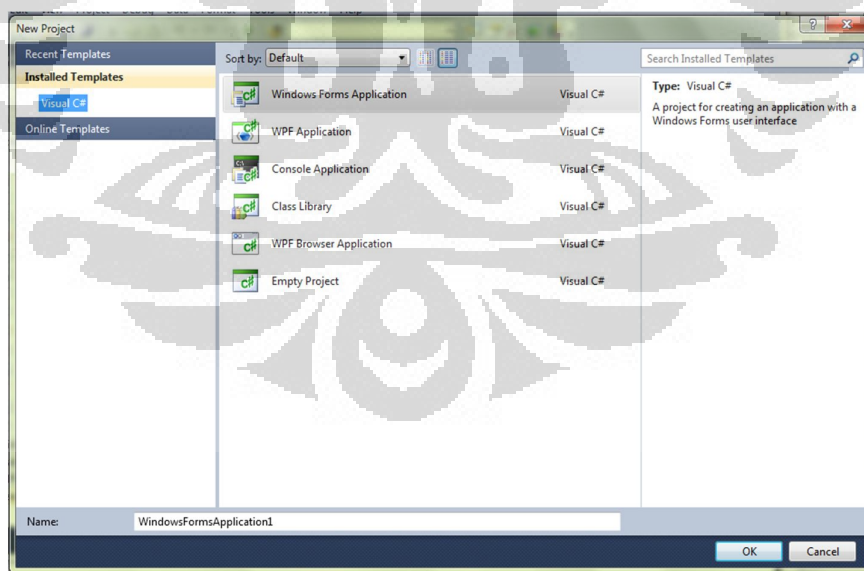 New Project
Recent Templates
Installed Templates
Visual C#
Online Templates
Sort by: Default
Search Installed Templates
Windows Forms Application Visual C#
WPF Application Visual C#
Console Application Visual C#
Class Library Visual C#
WPF Browser Application Visual C#
Empty Project Visual C#
Type: Visual C#
A project for creating an application with a
Windows Forms user interface
Name: WindowsFormsApplication1
OK Cancel